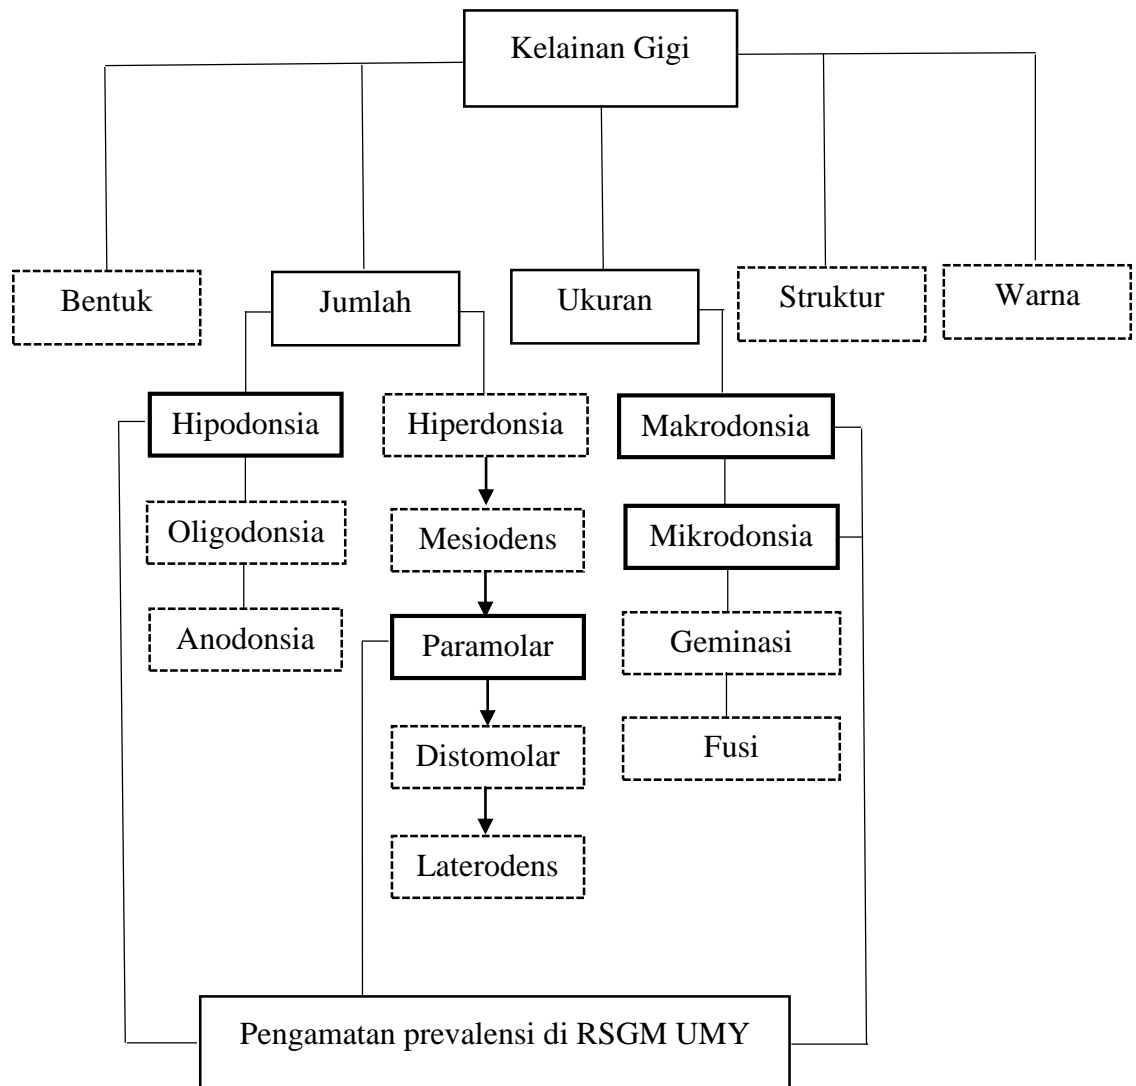 Kelainan Gigi
Bentuk
Jumlah
Ukuran
Struktur
Warna
Hipodonsia
Hiperdonsia
Makrodonsia
Oligodonsia
Mesiodens
Mikrodonsia
Anodonsia
Paramolar
Geminasi
Distomolar
Fusi
Laterodens
Pengamatan prevalensi di RSGM UMY